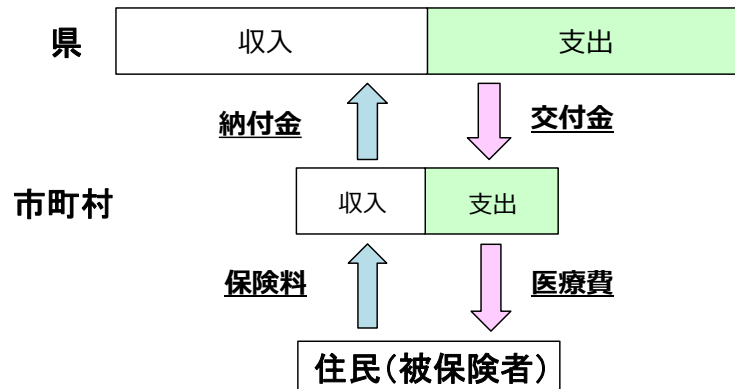 県
収入
支出
納付金
交付金
市町村
収入
支出
保険料
医療費
住民(被保険者)